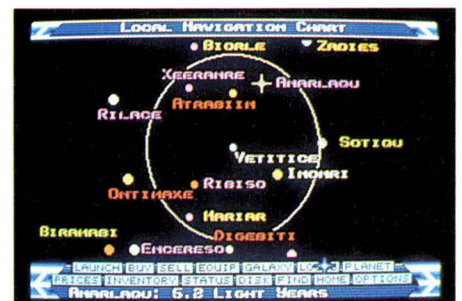 Local Navigation Chart
Biorle Zadies
Xeeranre Anarlaqu
Atrabiin
Rilace
Sotiqu
Vetitice
Inonri
Ontimaxe Ribiso
Mariar
Biramabi Digebiti
Encereso
LAUNCH BUY SELL EQUIP GALAXY PLANET
PRICES INVENTORY STATUS DISK FIND HOME OPTIONS
Anarlaqu: 6.2 Light Years